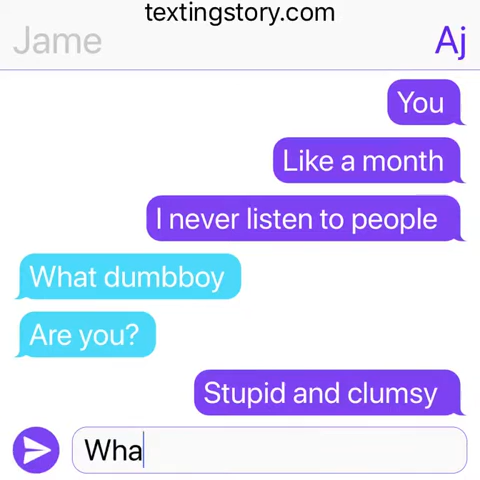 textingstory.com
Jame
Aj
You
Like a month
I never listen to people
What dumbboy
Are you?
Stupid and clumsy
Wha